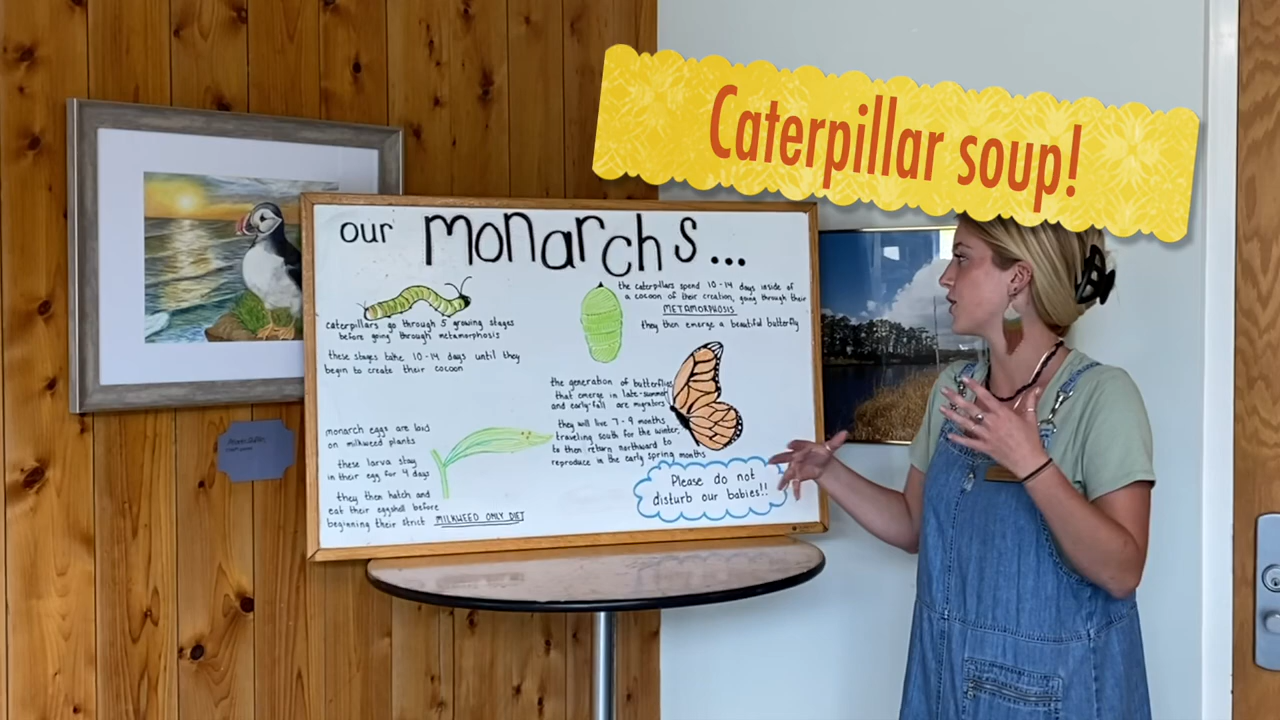 Caterpillar soup!
our monarchs...
caterpillars go through 5 growing stages
before going through metamorphosis
these stages take 10-14 days until they
begin to create their cocoon
the caterpillars spend 10-14 days inside of
a cocoon of their creation, going through their
METAMORPHOSIS
they then emerge a beautiful butterfly
the generation of butterflies
that emerge in late-summer
and early-fall are migrators
they will live 7-9 months
traveling south for the winter,
to then return northward to
reproduce in the early spring months
monarch eggs are laid
on milkweed plants
these larva stay
in their egg for 4 days
they then hatch and
eat their eggshell before
beginning their strict MILKWEED ONLY DIET
Please do not
disturb our babies!!